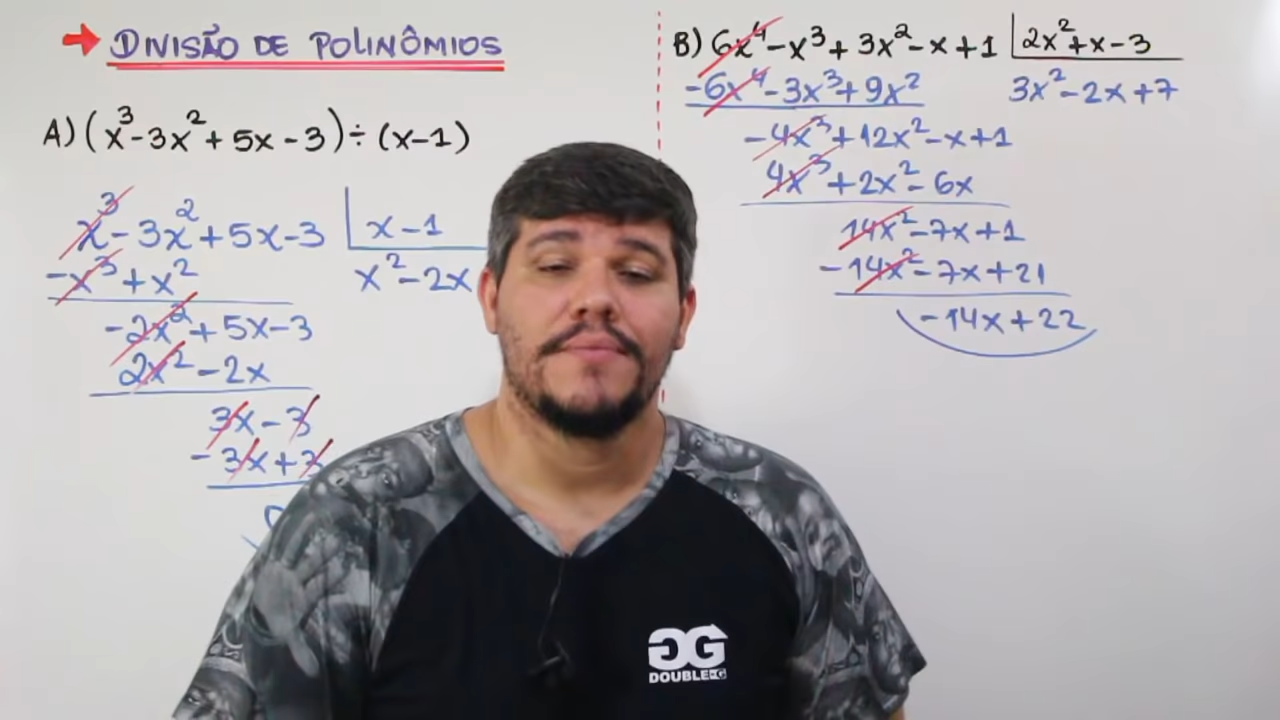 → DIVISÃO DE POLINÔMIOS
A) (x³-3x²+5x-3)÷(x-1)
x³-3x²+5x-3 | x-1
-x³+x² x²-2x
-2x²+5x-3
2x²-2x
3x-3
-3x+3
B) 6x⁴-x³+3x²-x+1 | 2x²+x-3
-6x⁴-3x³+9x² 3x²-2x+7
-4x³+12x²-x+1
4x³+2x²-6x
14x²-7x+1
-14x²-7x+21
-14x+22
GG
DOUBLE-G